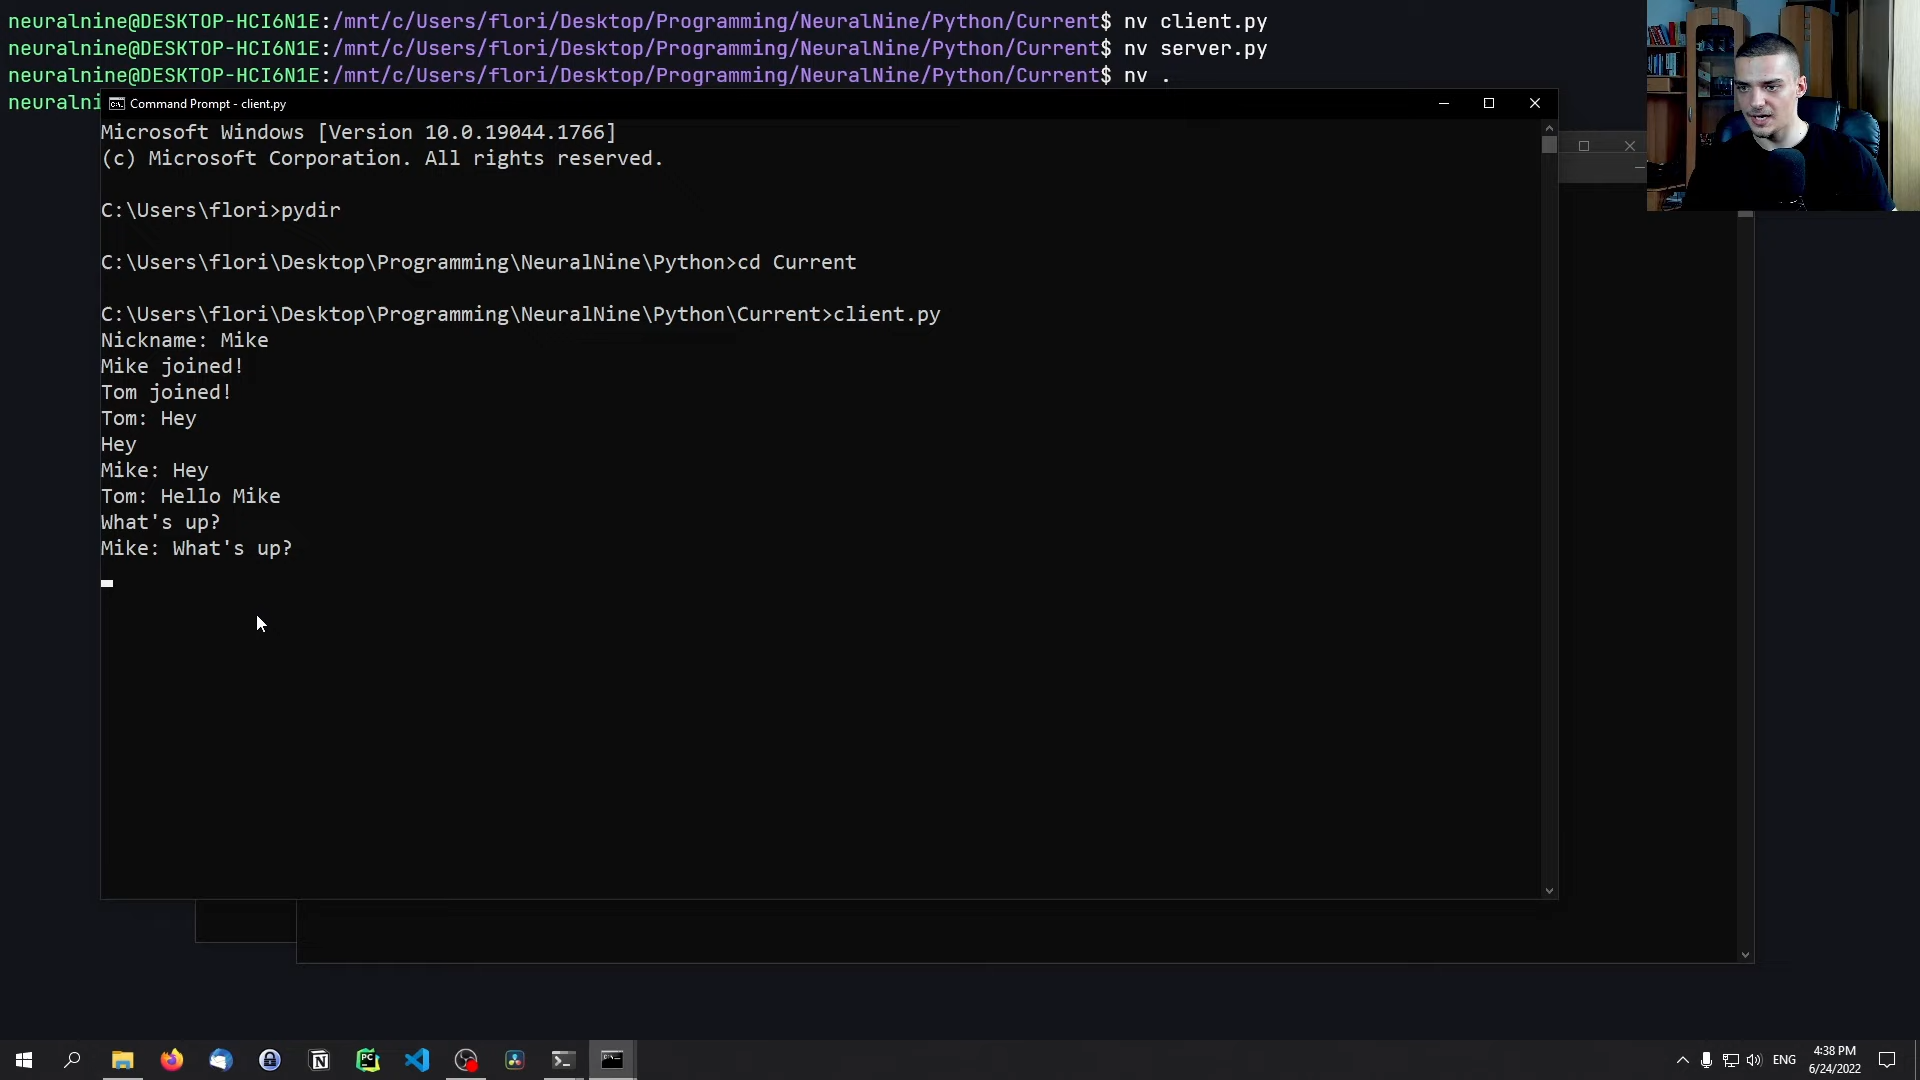 neuralnine@DESKTOP-HCI6N1E:/mnt/c/Users/flori/Desktop/Programming/NeuralNine/Python/Current$ nv client.py
neuralnine@DESKTOP-HCI6N1E:/mnt/c/Users/flori/Desktop/Programming/NeuralNine/Python/Current$ nv server.py
neuralnine@DESKTOP-HCI6N1E:/mnt/c/Users/flori/Desktop/Programming/NeuralNine/Python/Current$ nv .
neuralni
Command Prompt - client.py
Microsoft Windows [Version 10.0.19044.1766]
(c) Microsoft Corporation. All rights reserved.
C:\Users\flori>pydir
C:\Users\flori\Desktop\Programming\NeuralNine\Python>cd Current
C:\Users\flori\Desktop\Programming\NeuralNine\Python\Current>client.py
Nickname: Mike
Mike joined!
Tom joined!
Tom: Hey
Hey
Mike: Hey
Tom: Hello Mike
What's up?
Mike: What's up?
ENG
4:38 PM
6/24/2022